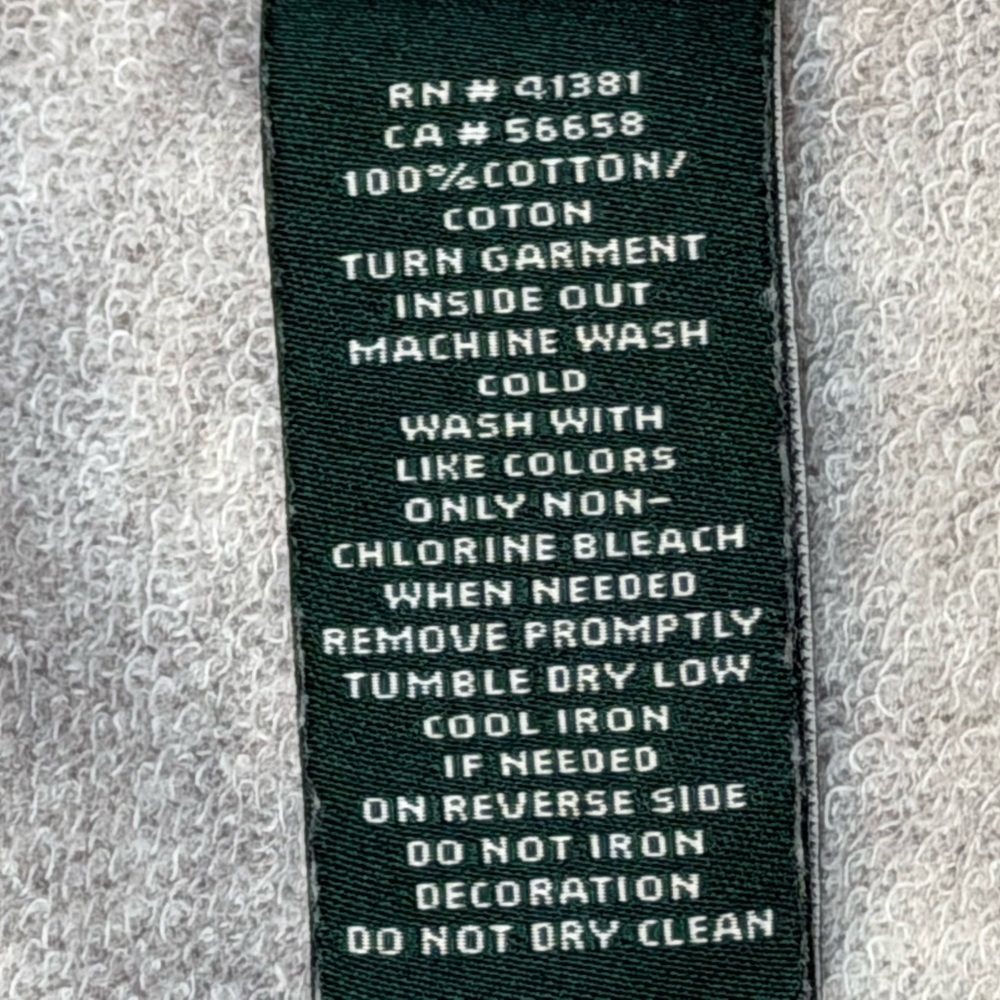 RN # 41381
CA # 56658
100%COTTON/
COTON
TURN GARMENT
INSIDE OUT
MACHINE WASH
COLD
WASH WITH
LIKE COLORS
ONLY NON-
CHLORINE BLEACH
WHEN NEEDED
REMOVE PROMPTLY
TUMBLE DRY LOW
COOL IRON
IF NEEDED
ON REVERSE SIDE
DO NOT IRON
DECORATION
DO NOT DRY CLEAN